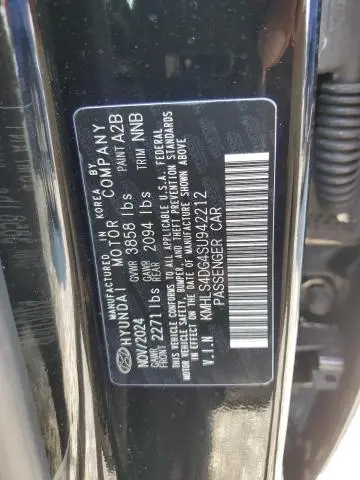 MANUFACTURED IN KOREA BY
HYUNDAI MOTOR COMPANY
NOV/2024 GVWR 3858 lbs PAINT A2B
GAWR FRONT 2271 lbs GAWR REAR 2094 lbs TRIM NNB
THIS VEHICLE CONFORMS TO ALL APPLICABLE U.S.A. FEDERAL
MOTOR VEHICLE SAFETY, BUMPER, AND THEFT PREVENTION STANDARDS
IN EFFECT ON THE DATE OF MANUFACTURE SHOWN ABOVE.
V.I.N KMHLS4DG4SU942212
PASSENGER CAR